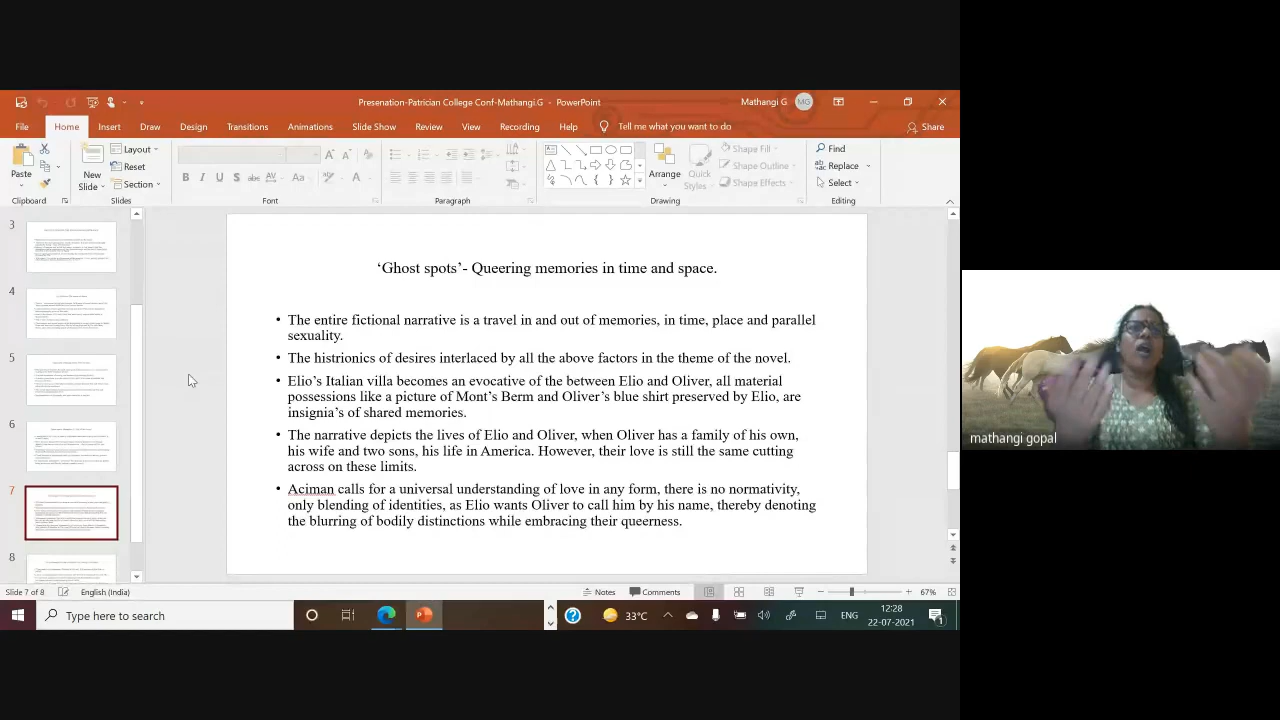 Presenation-Patrician College Conf-Mathangi.G - PowerPoint
Mathangi G
MG
File
Home
Insert
Draw
Design
Transitions
Animations
Slide Show
Review
View
Recording
Help
Tell me what you want to do
Share
Paste
New
Slide
Layout
Reset
Section
B I U S abc AV Aa A
Arrange
Quick
Styles
Shape Fill
Shape Outline
Shape Effects
Find
Replace
Select
Clipboard
Slides
Font
Paragraph
Drawing
Editing
3
4
5
6
7
8
‘Ghost spots’- Queering memories in time and space.
• The entire fictional narrative is a travel in and out of memories, in time, place and parallel
sexuality.
• The histrionics of desires interlaced by all the above factors in the theme of the novel.
• Elio’s Italian villa becomes an executive of the between Elio and Oliver, all material
possessions like a picture of Mont’s Berm and Oliver’s blue shirt preserved by Elio, are
insignia’s of shared memories.
• The narrative depicts the lives of Elio and Oliver, when Oliver has a family of his own,
his wife and two sons, his life in America. However, their love is still the same cutting
across on these limits.
• Aciman calls for a universal understanding of love in any form, there is no normativity,
only blending of identities, as Elio wants Oliver to call him by his name, thereby denoting
the blurring of bodily distinctions while embracing their queerness.
mathangi gopal
Slide 7 of 8
English (India)
Notes
Comments
67%
Type here to search
33°C
ENG
12:28
22-07-2021
1